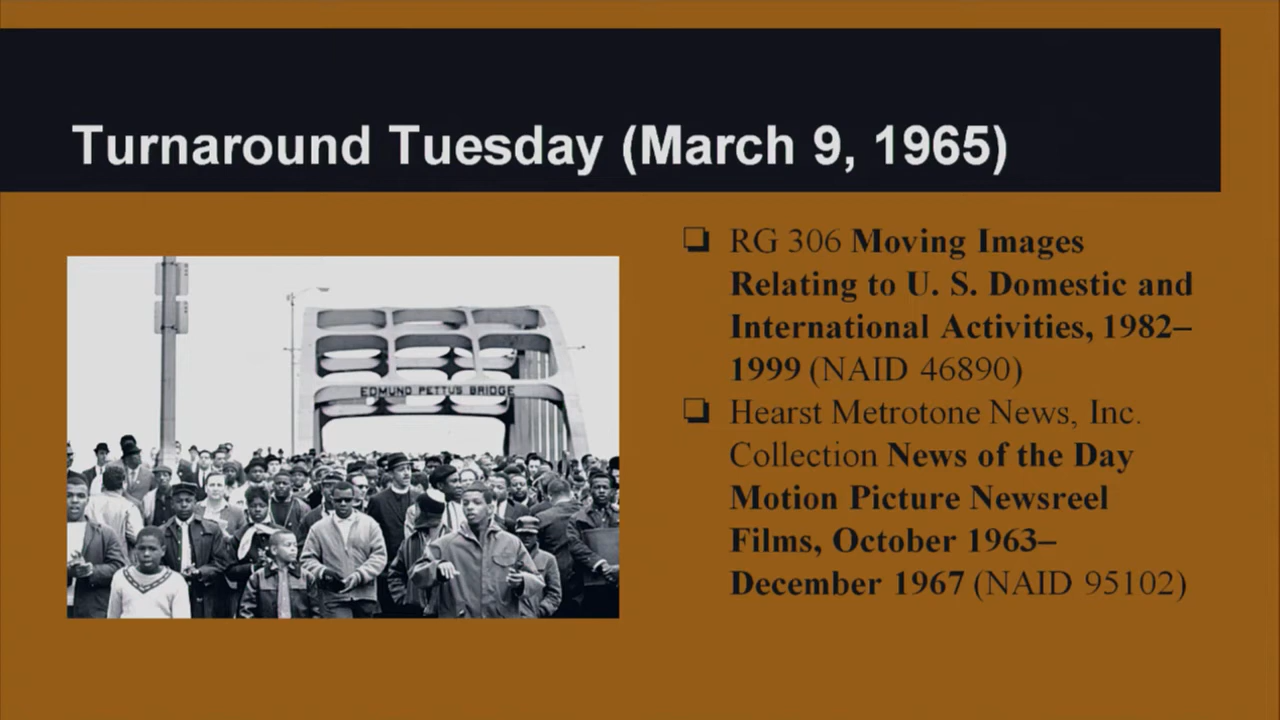 Turnaround Tuesday (March 9, 1965)
EDMUND PETTUS BRIDGE
❑ RG 306 Moving Images
Relating to U. S. Domestic and
International Activities, 1982–
1999 (NAID 46890)
❑ Hearst Metrotone News, Inc.
Collection News of the Day
Motion Picture Newsreel
Films, October 1963–
December 1967 (NAID 95102)